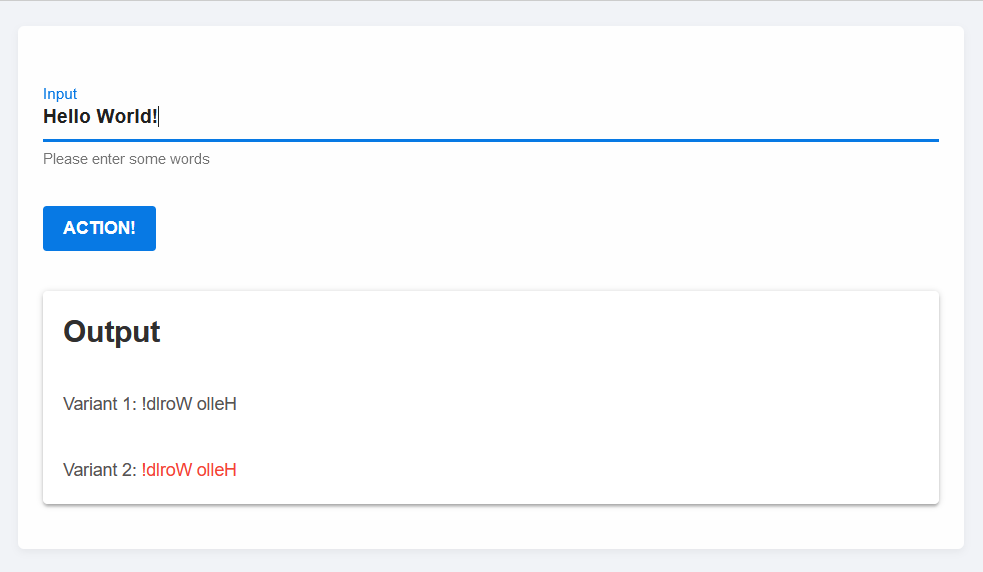 Input
Hello World!
Please enter some words
ACTION!
Output
Variant 1: !dlroW olleH
Variant 2: !dlroW olleH